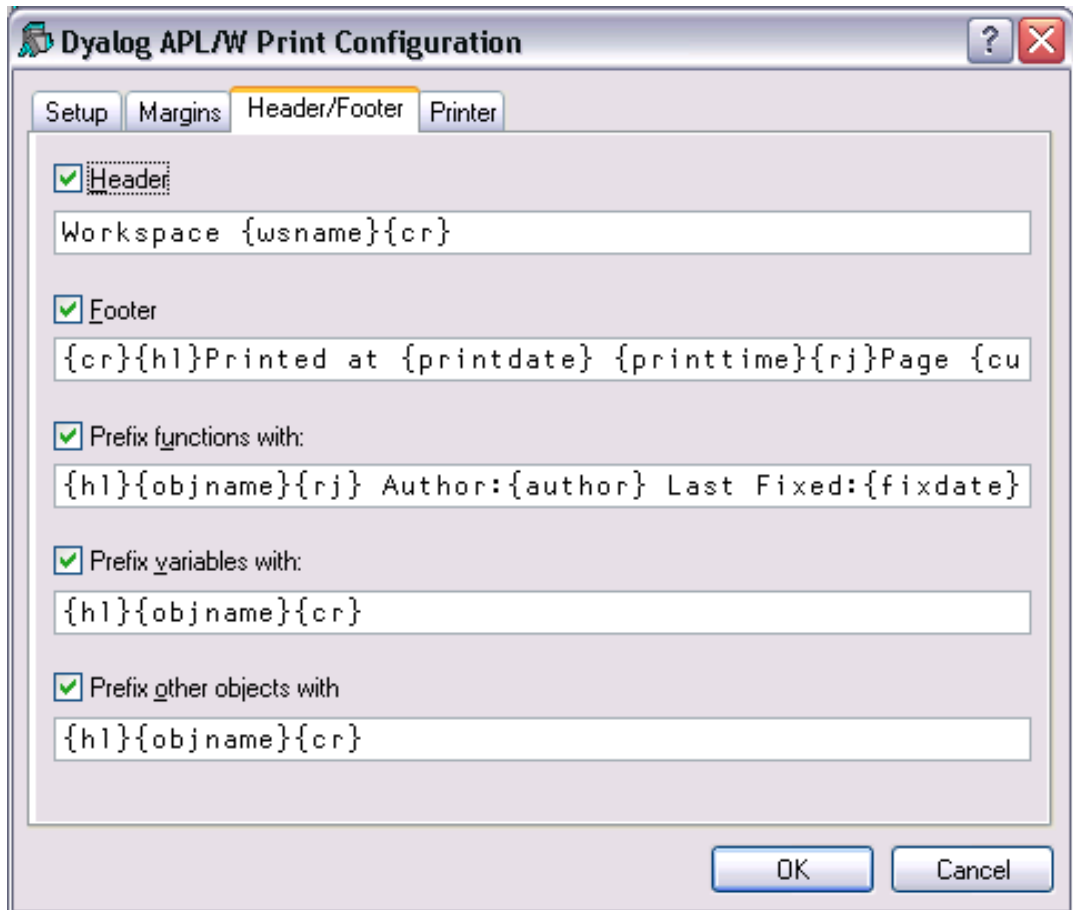 Dyalog APL/W Print Configuration
Setup Margins Header/Footer Printer
Header
Workspace {wsname}{cr}
Footer
{cr}{hl}Printed at {printdate} {printtime}{rj}Page {cu
Prefix functions with:
{hl}{objname}{rj} Author:{author} Last Fixed:{fixdate}
Prefix variables with:
{hl}{objname}{cr}
Prefix other objects with
{hl}{objname}{cr}
OK Cancel